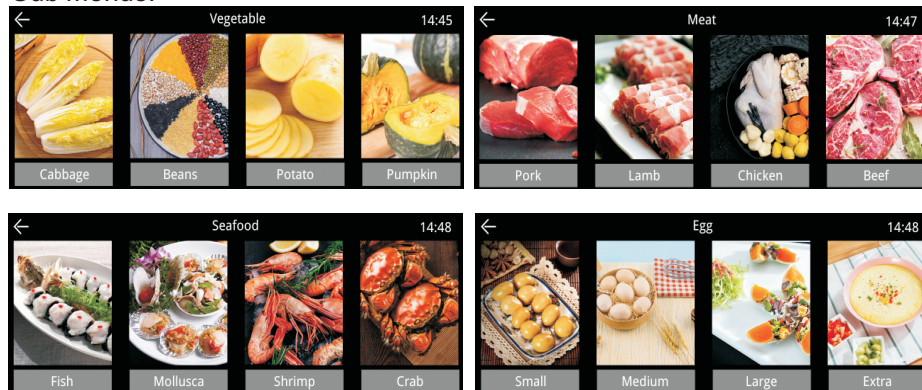 Sub menus:
Vegetable 14:45
Cabbage Beans Potato Pumpkin
Meat 14:47
Pork Lamb Chicken Beef
Seafood 14:48
Fish Mollusca Shrimp Crab
Egg 14:48
Small Medium Large Extra